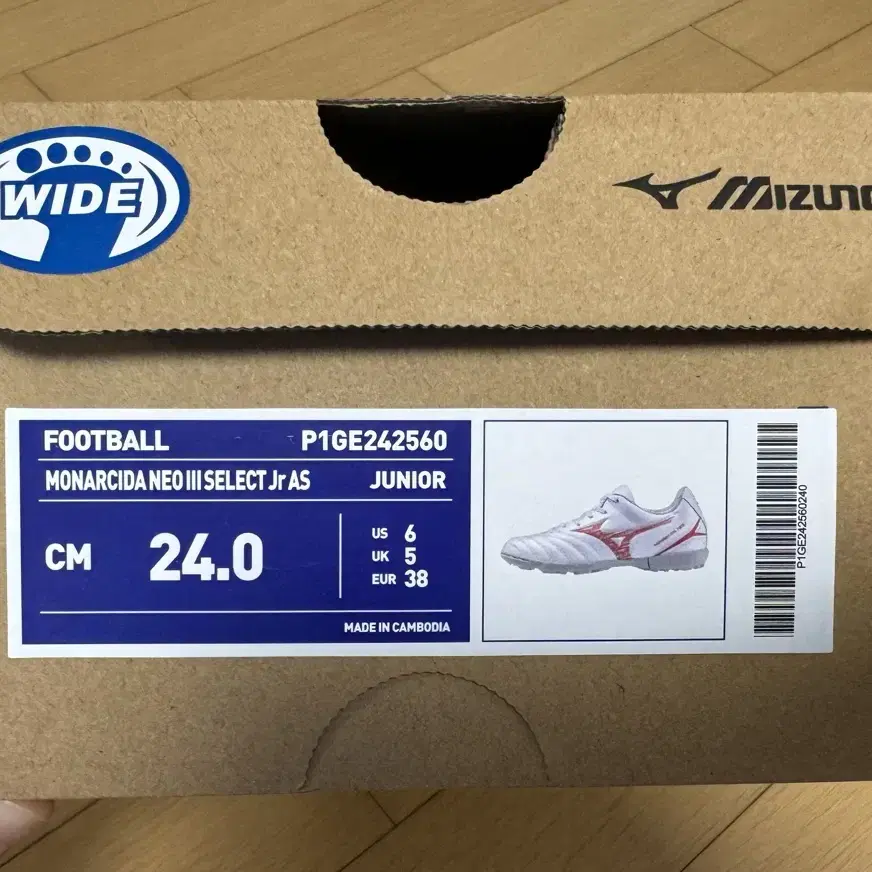 WIDE
MIZUNO
FOOTBALL P1GE242560
MONARCIDA NEO III SELECT Jr AS JUNIOR
CM 24.0
US 6
UK 5
EUR 38
MADE IN CAMBODIA
P1GE242560240